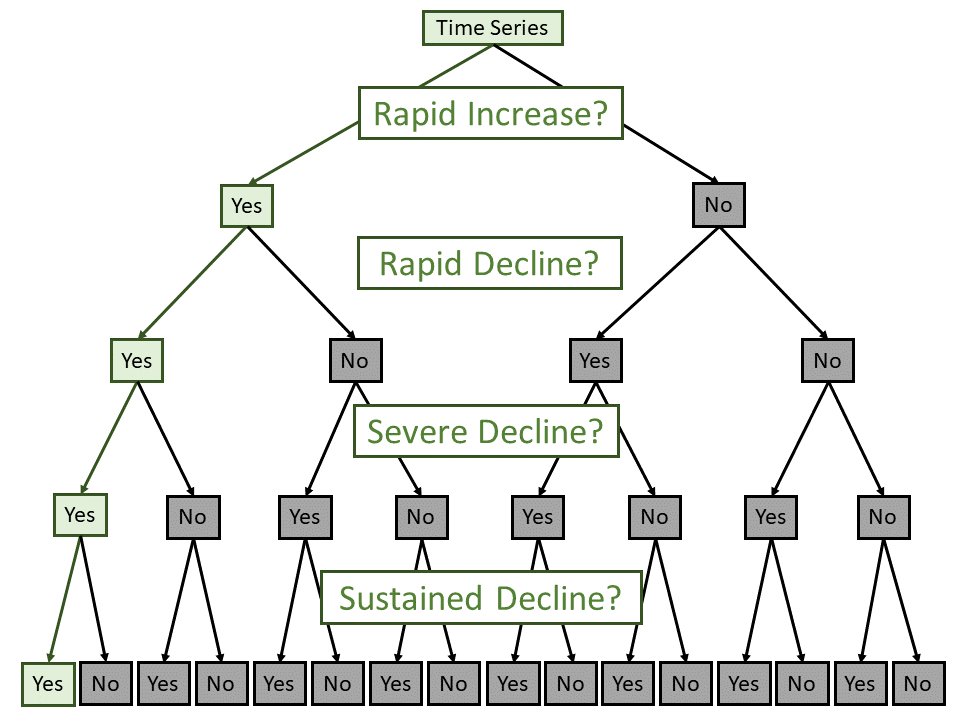 Time Series
Rapid Increase?
Yes
No
Rapid Decline?
Yes
No
Yes
No
Severe Decline?
Yes
No
Yes
No
Yes
No
Yes
No
Sustained Decline?
Yes
No
Yes
No
Yes
No
Yes
No
Yes
No
Yes
No
Yes
No
Yes
No